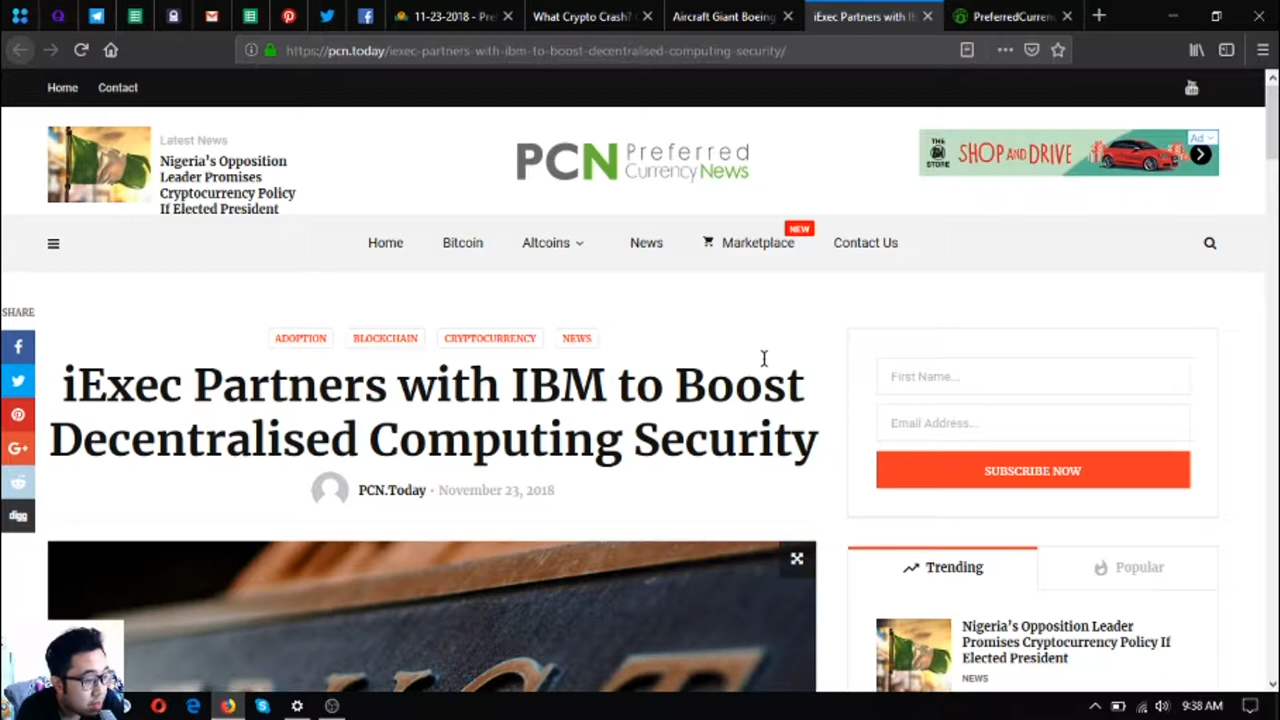 11-23-2018 - Pre
What Crypto Crash?
Aircraft Giant Boeing
iExec Partners with I
PreferredCurren
https://pcn.today/iexec-partners-with-ibm-to-boost-decentralised-computing-security/
Home Contact
Latest News
Nigeria's Opposition
Leader Promises
Cryptocurrency Policy
If Elected President
PCN Preferred
Currency News
THE
STORE
SHOP AND DRIVE
Ad
NEW
Home Bitcoin Altcoins News Marketplace Contact Us
SHARE
ADOPTION BLOCKCHAIN CRYPTOCURRENCY NEWS
iExec Partners with IBM to Boost
Decentralised Computing Security
PCN.Today - November 23, 2018
digg
First Name...
Email Address...
SUBSCRIBE NOW
Trending Popular
Nigeria's Opposition Leader
Promises Cryptocurrency Policy If
Elected President
NEWS
9:38 AM